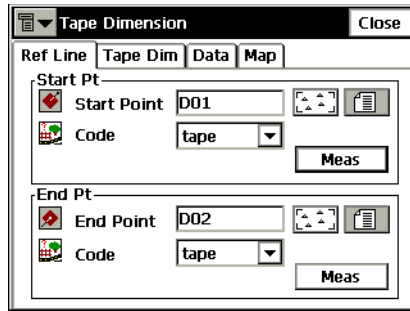 Tape Dimension Close
Ref Line Tape Dim Data Map
Start Pt
Start Point D01
Code tape
Meas
End Pt
End Point D02
Code tape
Meas